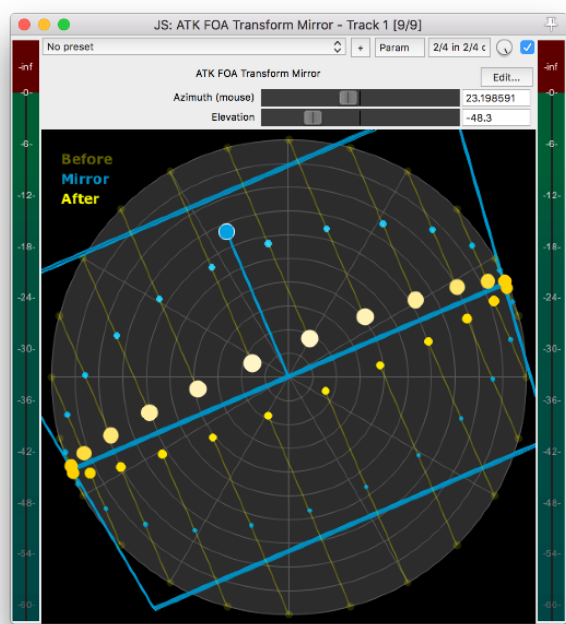 JS: ATK FOA Transform Mirror - Track 1 [9/9]
No preset + Param 2/4 in 2/4 c
ATK FOA Transform Mirror Edit...
Azimuth (mouse) 23.198591
Elevation -48.3
Before
Mirror
After
-inf -inf
-0- -0-
-6- -6-
-12- -12-
-18- -18-
-24- -24-
-30- -30-
-36- -36-
-42- -42-
-48- -48-
-54- -54-
-60- -60-